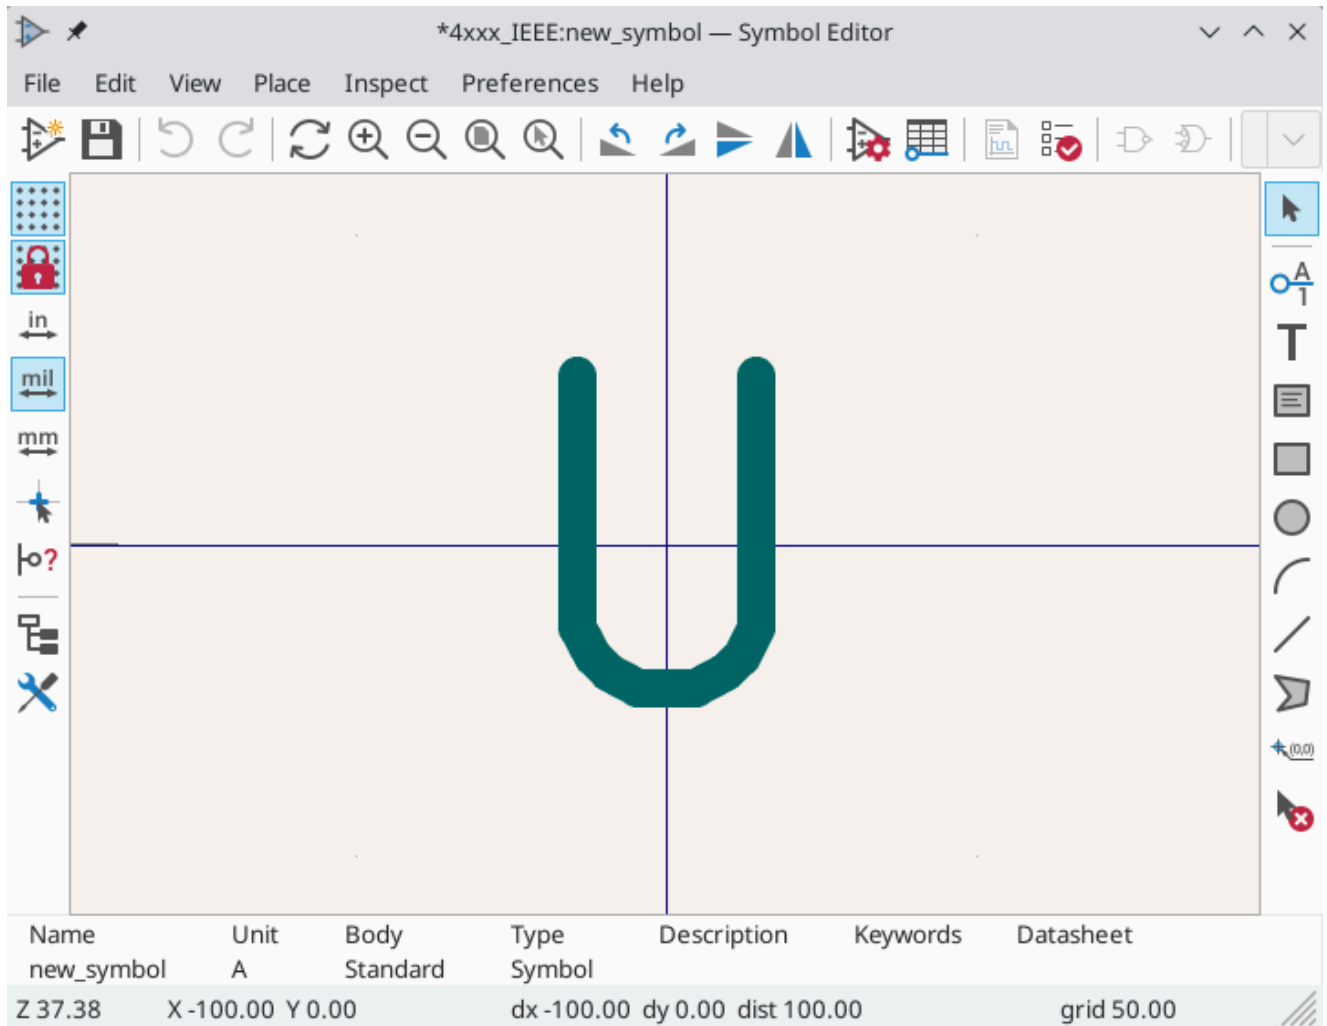 *4xxx_IEEE:new_symbol — Symbol Editor
File Edit View Place Inspect Preferences Help
in
A
1
mil
T
mm
?
(0,0)
U
Name Unit Body Type Description Keywords Datasheet
new_symbol A Standard Symbol
Z 37.38 X -100.00 Y 0.00 dx -100.00 dy 0.00 dist 100.00 grid 50.00